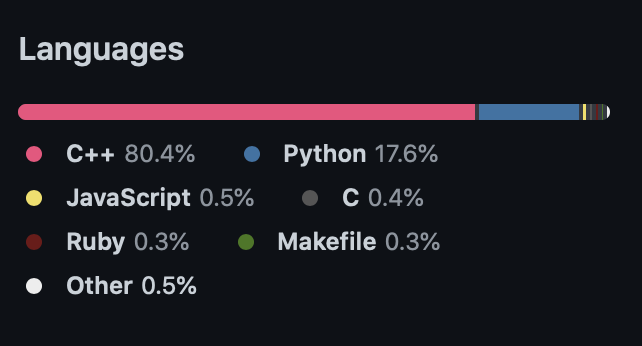 Languages
C++ 80.4% Python 17.6%
JavaScript 0.5% C 0.4%
Ruby 0.3% Makefile 0.3%
Other 0.5%